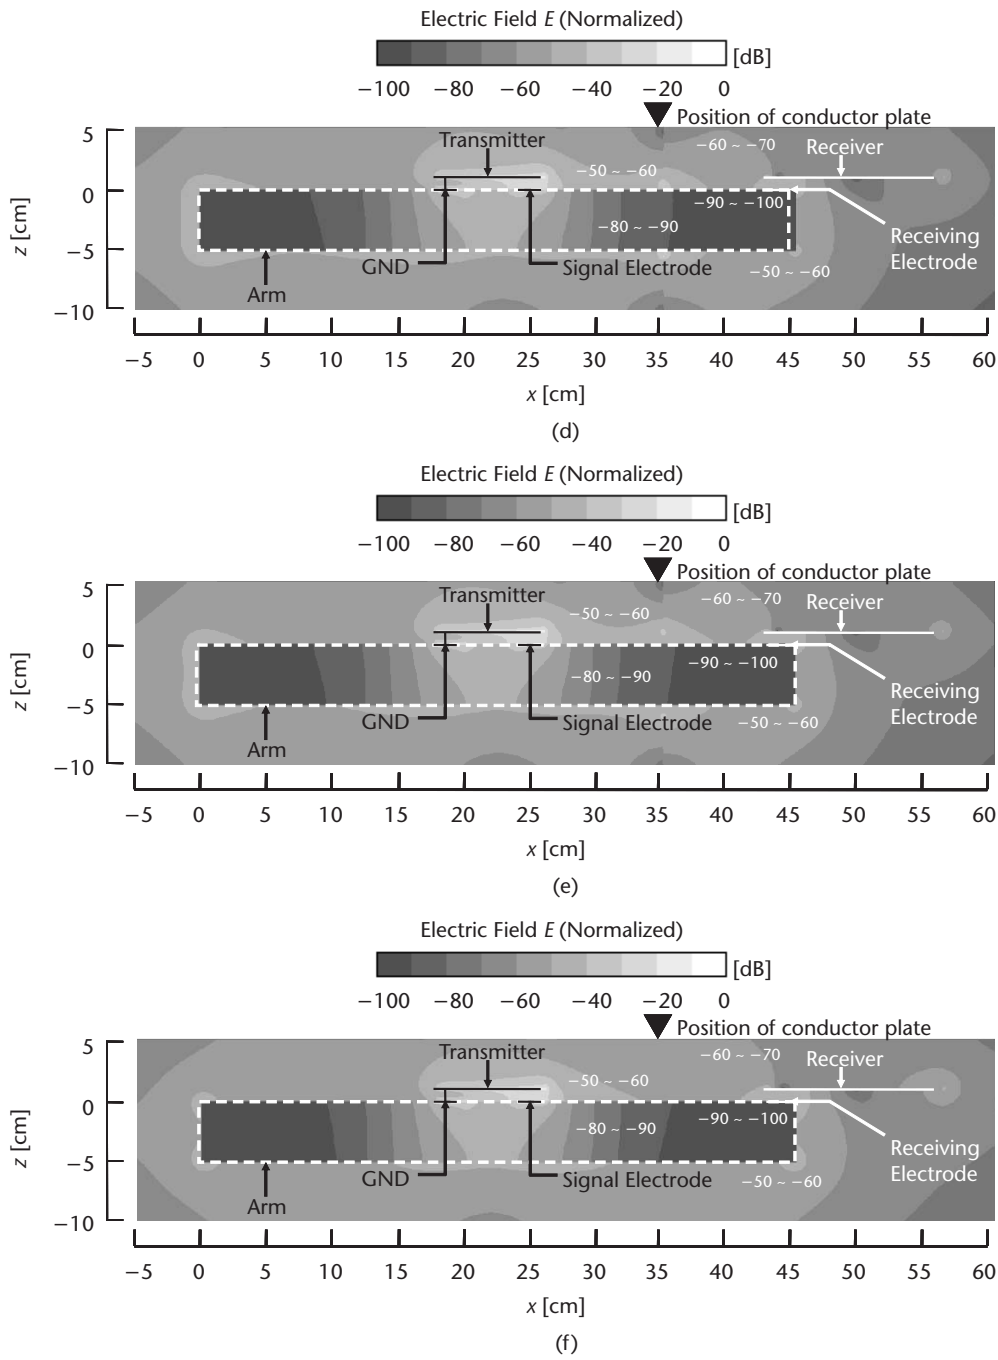 Electric Field E (Normalized)
[dB]
−100 −80 −60 −40 −20 0
Position of conductor plate
5
0
−5
−10
z [cm]
Transmitter
−50 ~ −60
−60 ~ −70
Receiver
−90 ~ −100
−80 ~ −90
Receiving
Electrode
GND
Signal Electrode
−50 ~ −60
Arm
−5 0 5 10 15 20 25 30 35 40 45 50 55 60
x [cm]
(d)
Electric Field E (Normalized)
[dB]
−100 −80 −60 −40 −20 0
Position of conductor plate
5
0
−5
−10
z [cm]
Transmitter
−50 ~ −60
−60 ~ −70
Receiver
−90 ~ −100
−80 ~ −90
Receiving
Electrode
GND
Signal Electrode
−50 ~ −60
Arm
−5 0 5 10 15 20 25 30 35 40 45 50 55 60
x [cm]
(e)
Electric Field E (Normalized)
[dB]
−100 −80 −60 −40 −20 0
Position of conductor plate
5
0
−5
−10
z [cm]
Transmitter
−50 ~ −60
−60 ~ −70
Receiver
−90 ~ −100
−80 ~ −90
Receiving
Electrode
GND
Signal Electrode
−50 ~ −60
Arm
−5 0 5 10 15 20 25 30 35 40 45 50 55 60
x [cm]
(f)